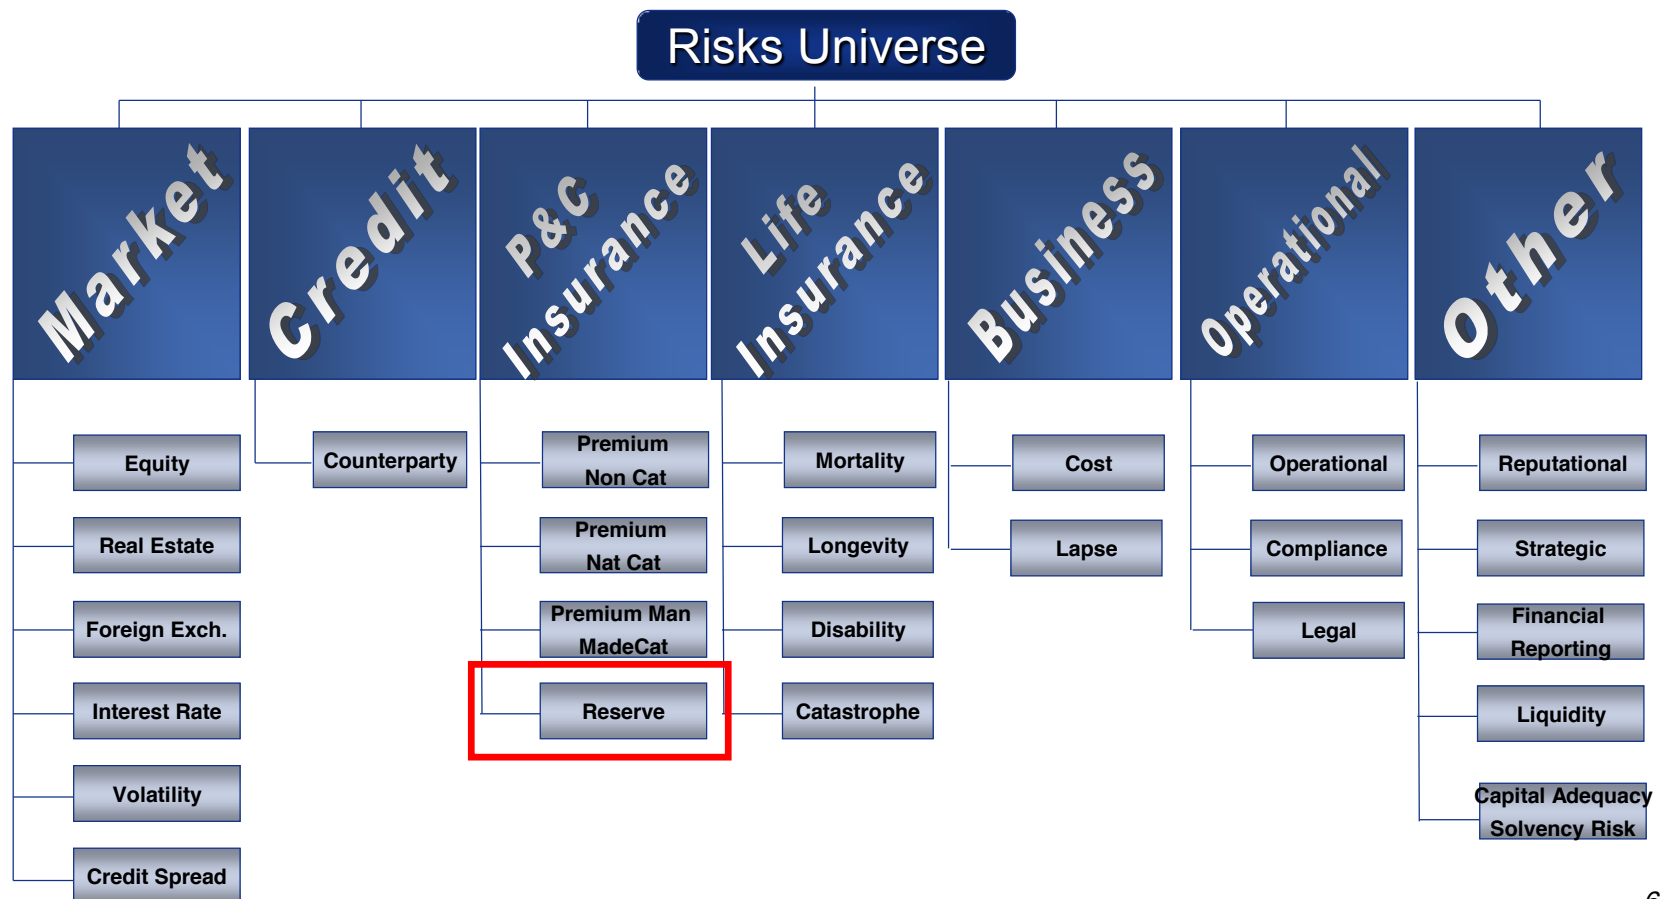 Risks Universe
Market
Credit
P&C
Insurance
Life
Insurance
Business
Operational
Other
Equity
Real Estate
Foreign Exch.
Interest Rate
Volatility
Credit Spread
Counterparty
Premium
Non Cat
Premium
Nat Cat
Premium Man
MadeCat
Reserve
Mortality
Longevity
Disability
Catastrophe
Cost
Lapse
Operational
Compliance
Legal
Reputational
Strategic
Financial
Reporting
Liquidity
Capital Adequacy
Solvency Risk